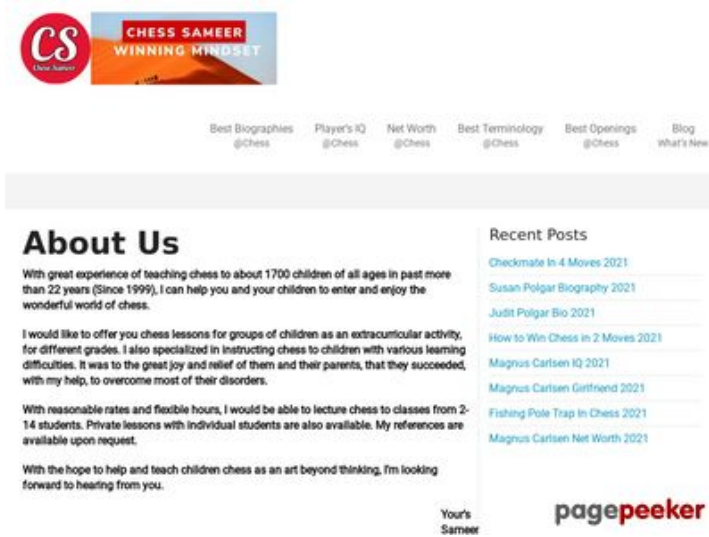 CS
Chess Sameer
CHESS SAMEER
WINNING MINDSET
Best Biographies
@Chess
Player's IQ
@Chess
Net Worth
@Chess
Best Terminology
@Chess
Best Openings
@Chess
Blog
What's New
About Us
With great experience of teaching chess to about 1700 children of all ages in past more
than 22 years (Since 1999), I can help you and your children to enter and enjoy the
wonderful world of chess.
I would like to offer you chess lessons for groups of children as an extracurricular activity,
for different grades. I also specialized in instructing chess to children with various learning
difficulties. It was to the great joy and relief of them and their parents, that they succeeded,
with my help, to overcome most of their disorders.
With reasonable rates and flexible hours, I would be able to lecture chess to classes from 2-
14 students. Private lessons with individual students are also available. My references are
available upon request.
With the hope to help and teach children chess as an art beyond thinking, I'm looking
forward to hearing from you.
Your's
Sameer
Recent Posts
Checkmate In 4 Moves 2021
Susan Polgar Biography 2021
Judit Polgar Bio 2021
How to Win Chess in 2 Moves 2021
Magnus Carlsen IQ 2021
Magnus Carlsen Girlfriend 2021
Fishing Pole Trap In Chess 2021
Magnus Carlsen Net Worth 2021
pagepeeker